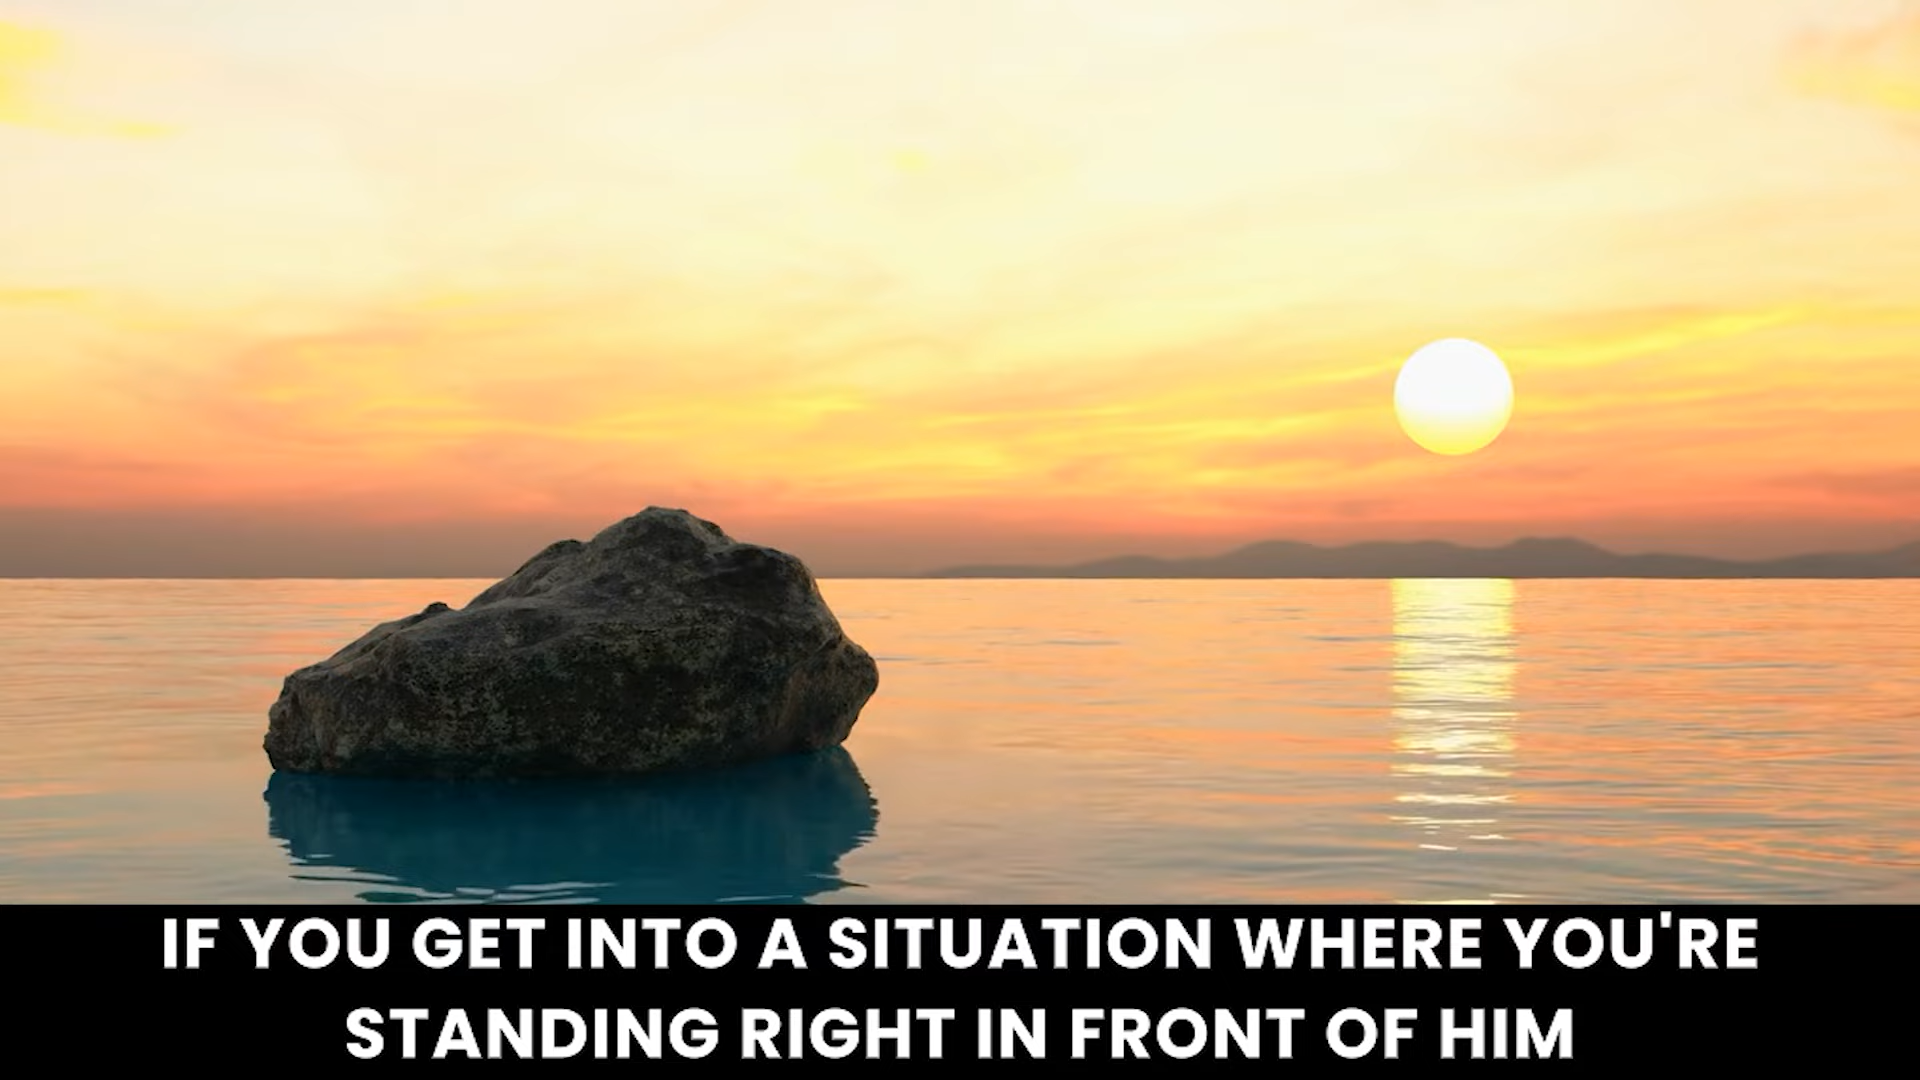 IF YOU GET INTO A SITUATION WHERE YOU'RE
STANDING RIGHT IN FRONT OF HIM